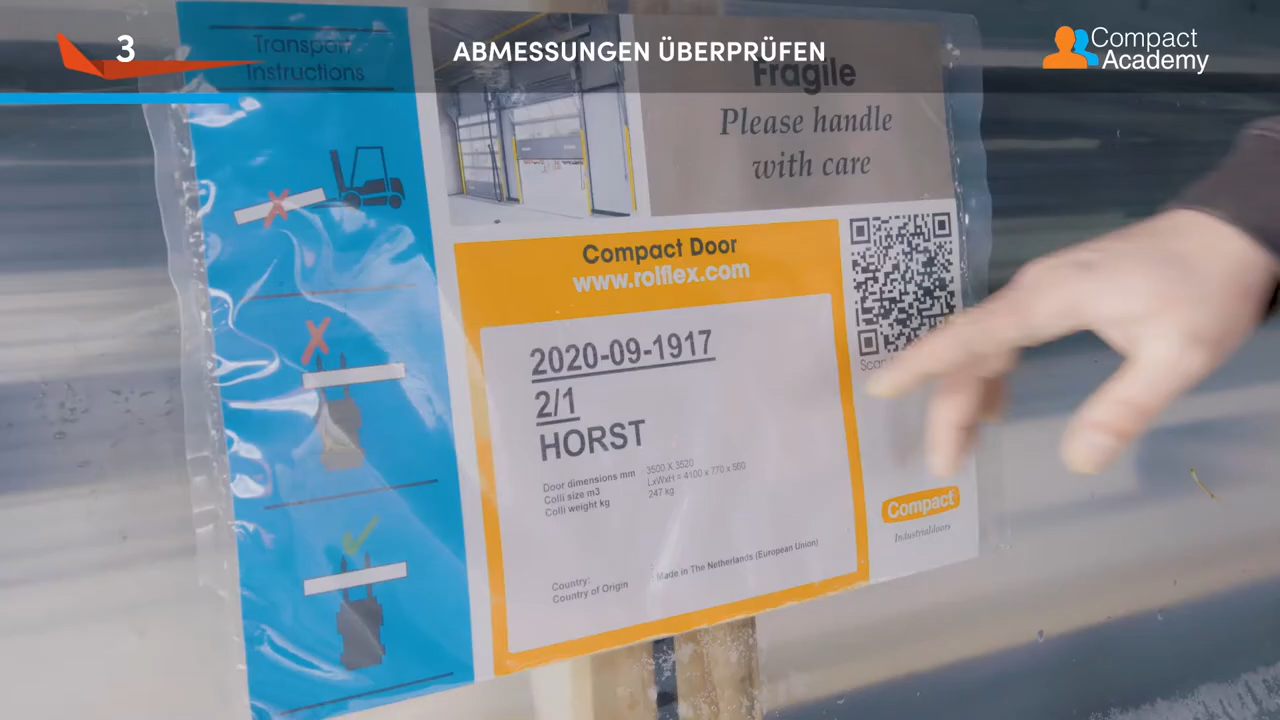 3
ABMESSUNGEN ÜBERPRÜFEN
Compact
Academy
Transport
Instructions
Fragile
Please handle
with care
Compact Door
www.rolflex.com
2020-09-1917
2/1
HORST
Door dimensions mm 3500 X 3520
Colli size m3 LxWxH = 4100 x 770 x 560
Colli weight kg 247 kg
Country:
Country of Origin : Made in The Netherlands (European Union)
Scan
Compact
Industrialdoors